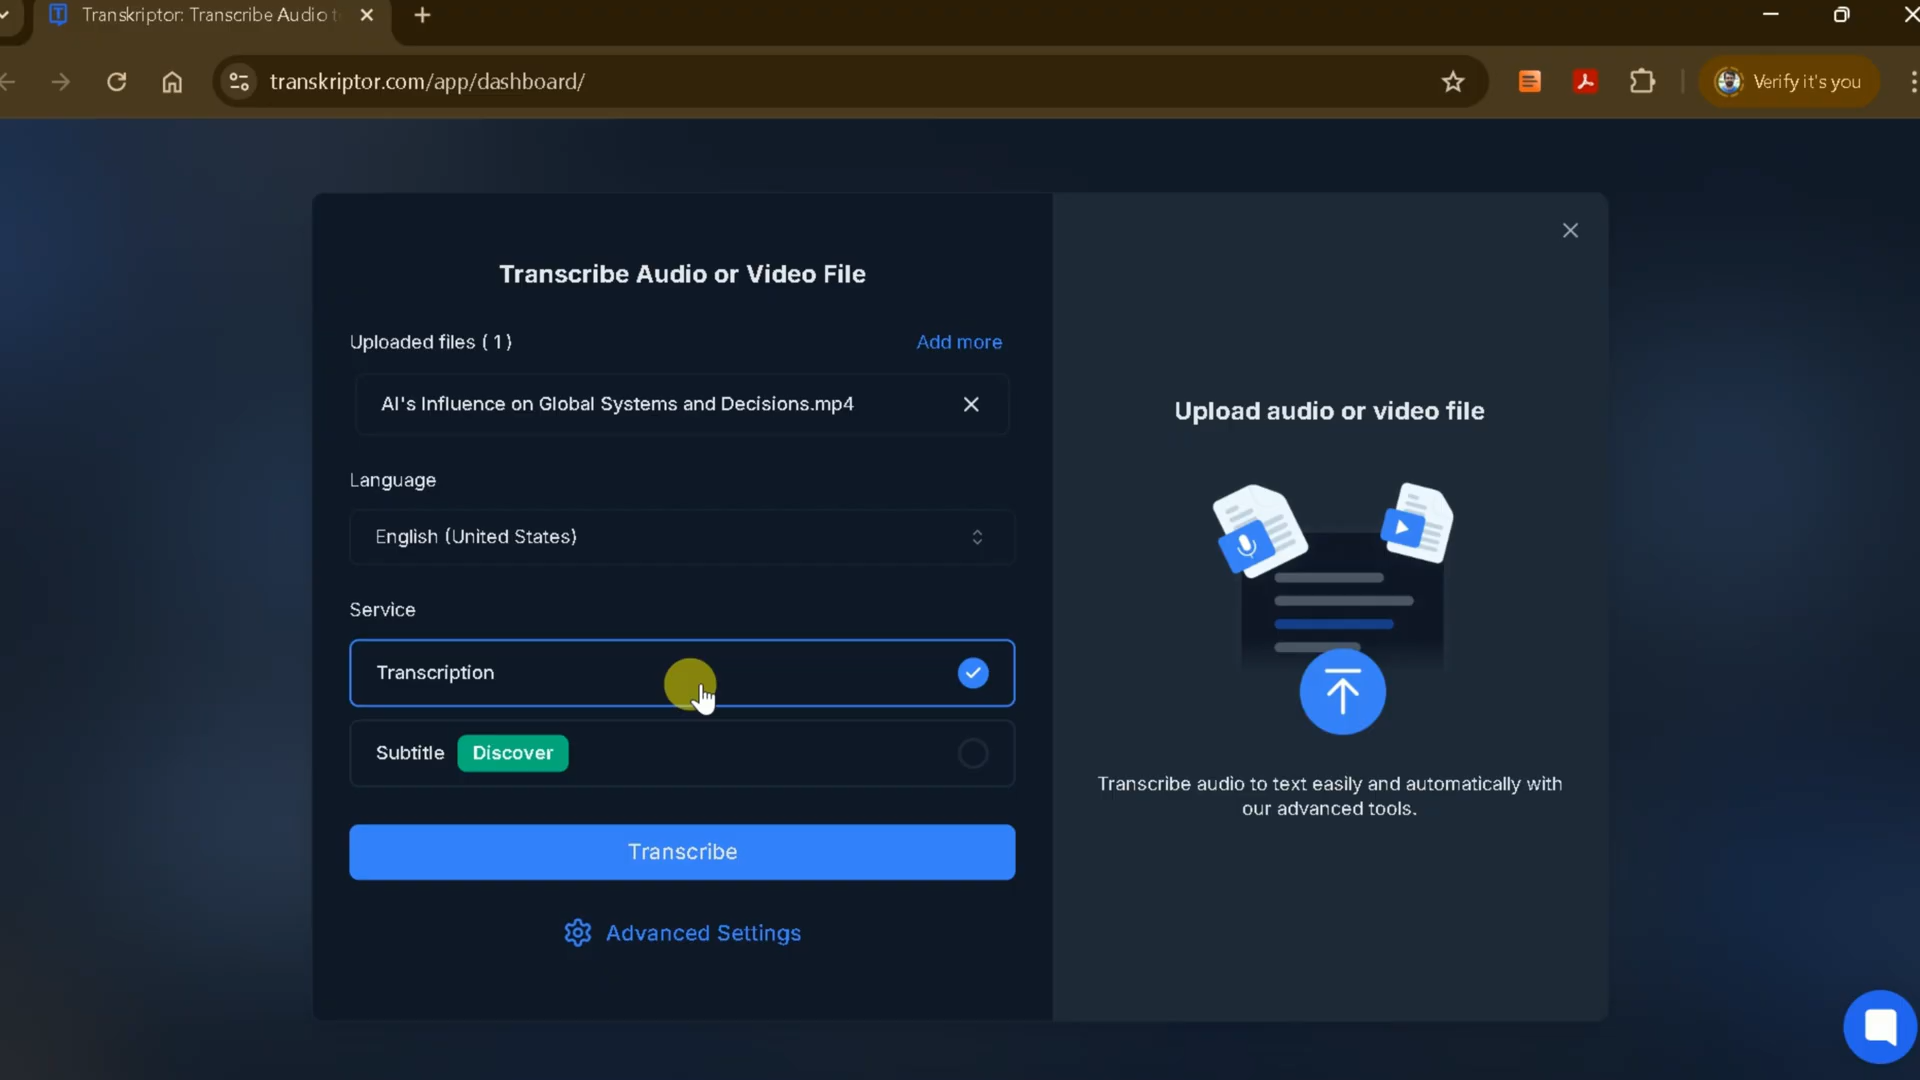 Transkriptor: Transcribe Audio t
transkriptor.com/app/dashboard/
Verify it's you
Transcribe Audio or Video File
Uploaded files ( 1 )
Add more
AI's Influence on Global Systems and Decisions.mp4
Language
English (United States)
Service
Transcription
Subtitle
Discover
Transcribe
Advanced Settings
Upload audio or video file
Transcribe audio to text easily and automatically with
our advanced tools.